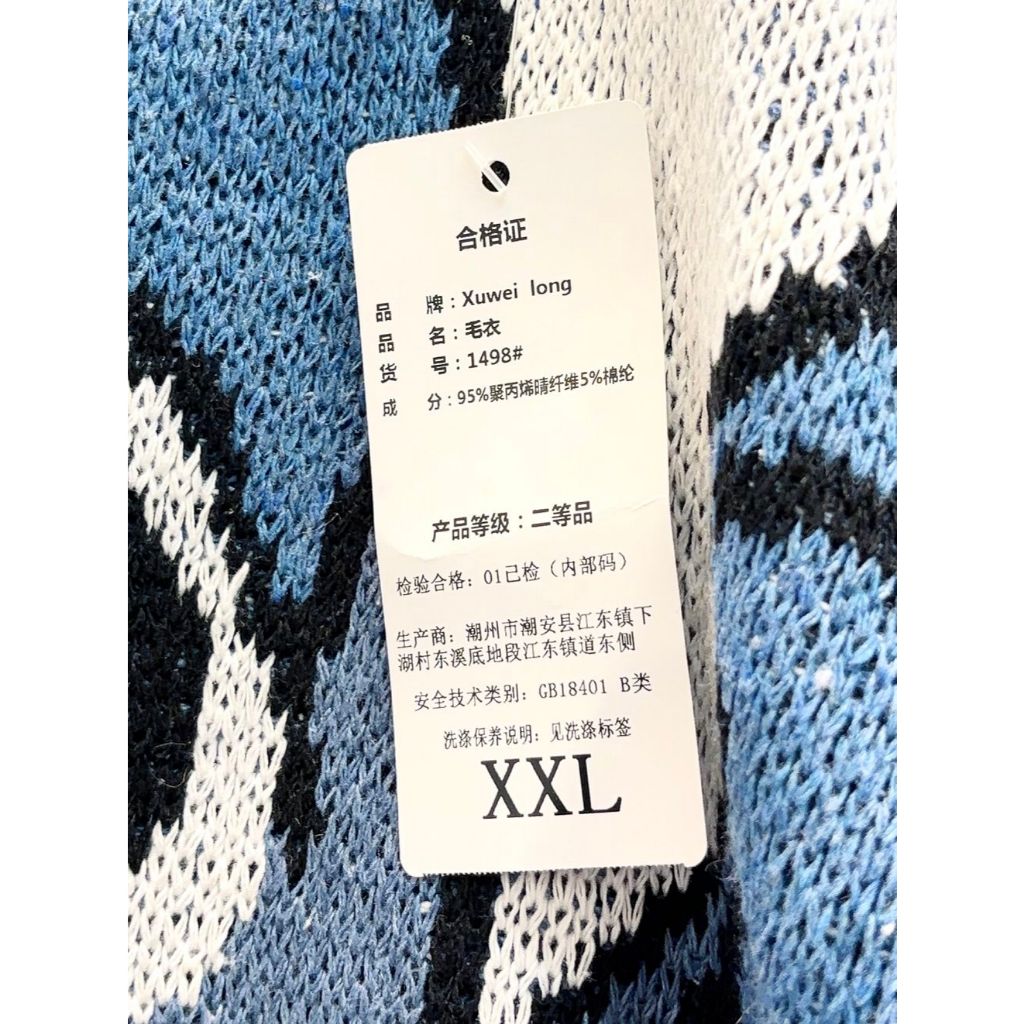 合格证
品 牌：Xuwei long
品 名：毛衣
货 号：1498#
成 分：95%聚丙烯晴纤维5%棉纶
产品等级：二等品
检验合格：01已检（内部码）
生产商：潮州市潮安县江东镇下
湖村东溪底地段江东镇道东侧
安全技术类别：GB18401 B类
洗涤保养说明：见洗涤标签
XXL